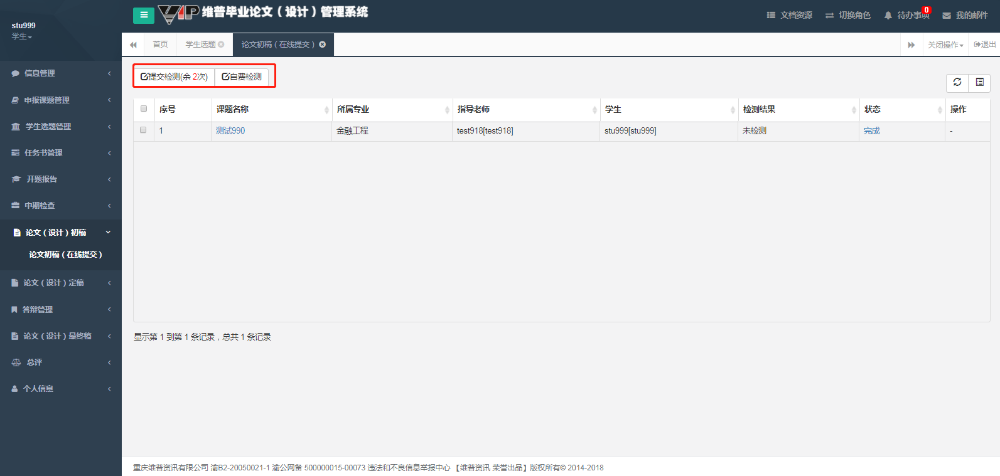 stu999
学生
信息管理
申报课题管理
学生选题管理
任务书管理
开题报告
中期检查
论文（设计）初稿
论文初稿（在线提交）
论文（设计）定稿
答辩管理
论文（设计）最终稿
总评
个人信息
VIP 维普毕业论文（设计）管理系统
文档资源 切换角色 待办事项 0 我的邮件
首页 学生选题 论文初稿（在线提交） 关闭操作 退出
提交检测(余 2次) 自费检测
序号 课题名称 所属专业 指导老师 学生 检测结果 状态 操作
1 测试990 金融工程 test918[test918] stu999[stu999] 未检测 完成 -
显示第 1 到第 1 条记录，总共 1 条记录
重庆维普资讯有限公司 渝B2-20050021-1 渝公网备 500000015-00073 违法和不良信息举报中心 【维普资讯 荣誉出品】版权所有© 2014-2018